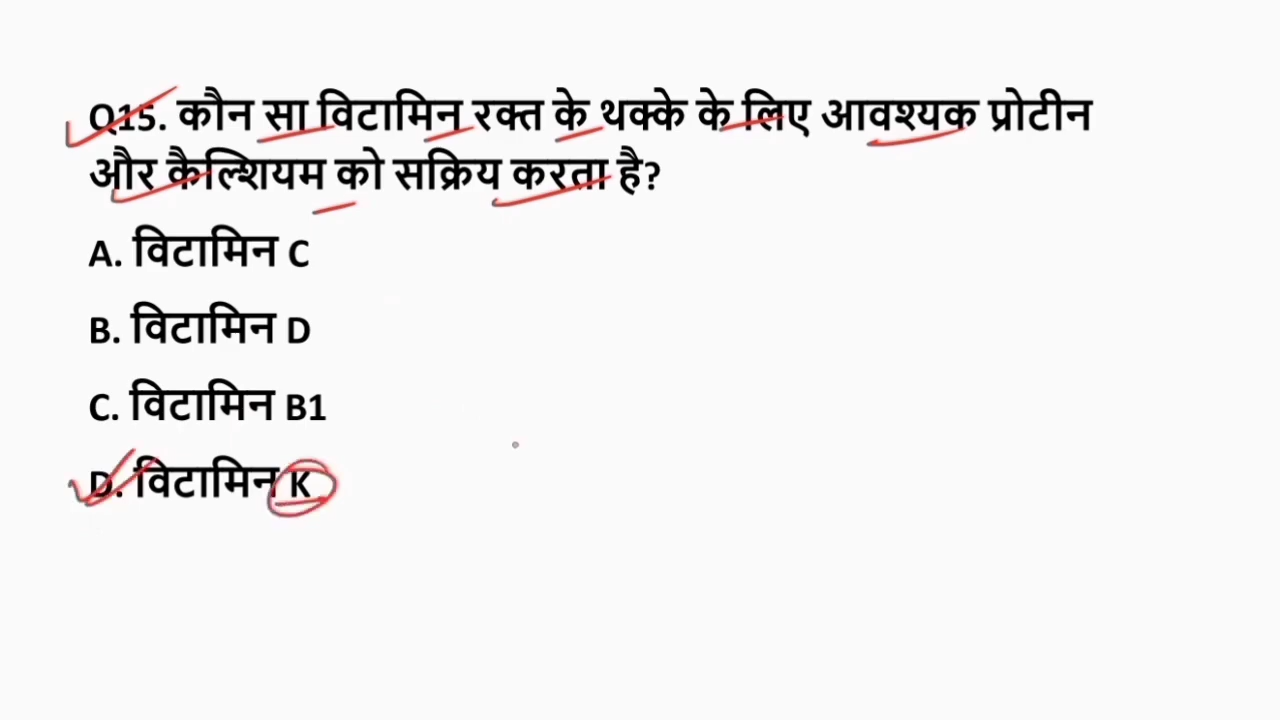 Q15. कौन सा विटामिन रक्त के थक्के के लिए आवश्यक प्रोटीन
और कैल्शियम को सक्रिय करता है?
A. विटामिन C
B. विटामिन D
C. विटामिन B1
D. विटामिन K